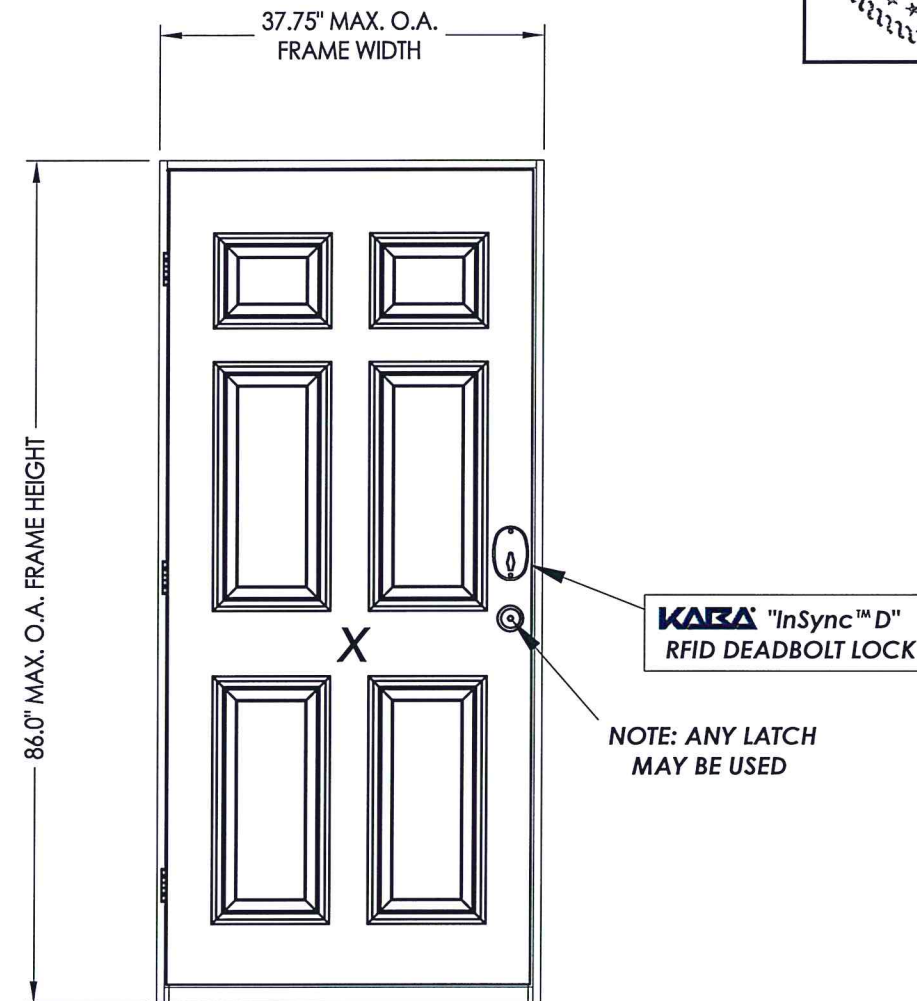 37.75" MAX. O.A.
FRAME WIDTH
86.0" MAX. O.A. FRAME HEIGHT
KABA "InSync™ D"
RFID DEADBOLT LOCK
X
NOTE: ANY LATCH
MAY BE USED